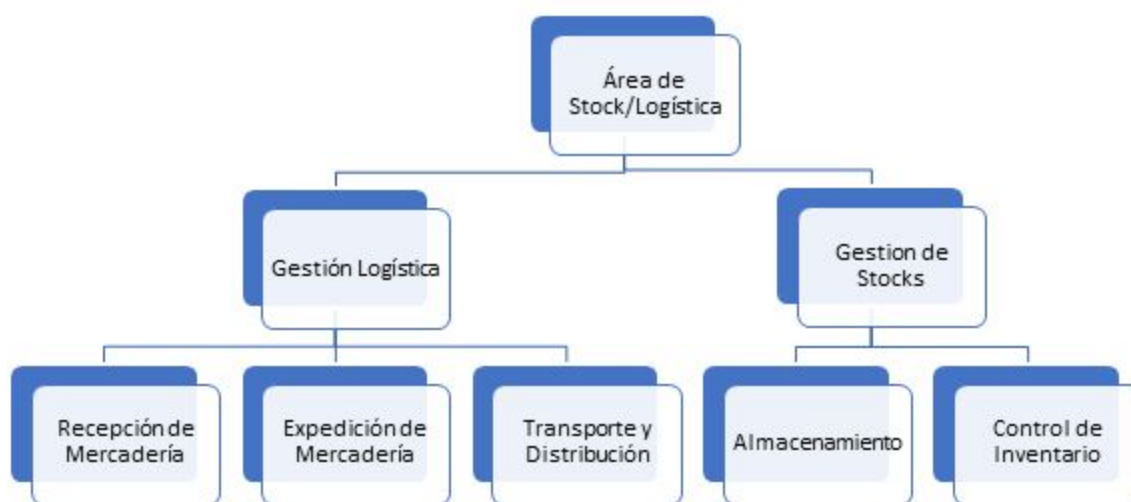 Área de
Stock/Logística
Gestión Logística
Gestion de
Stocks
Recepción de
Mercadería
Expedición de
Mercadería
Transporte y
Distribución
Almacenamiento
Control de
Inventario